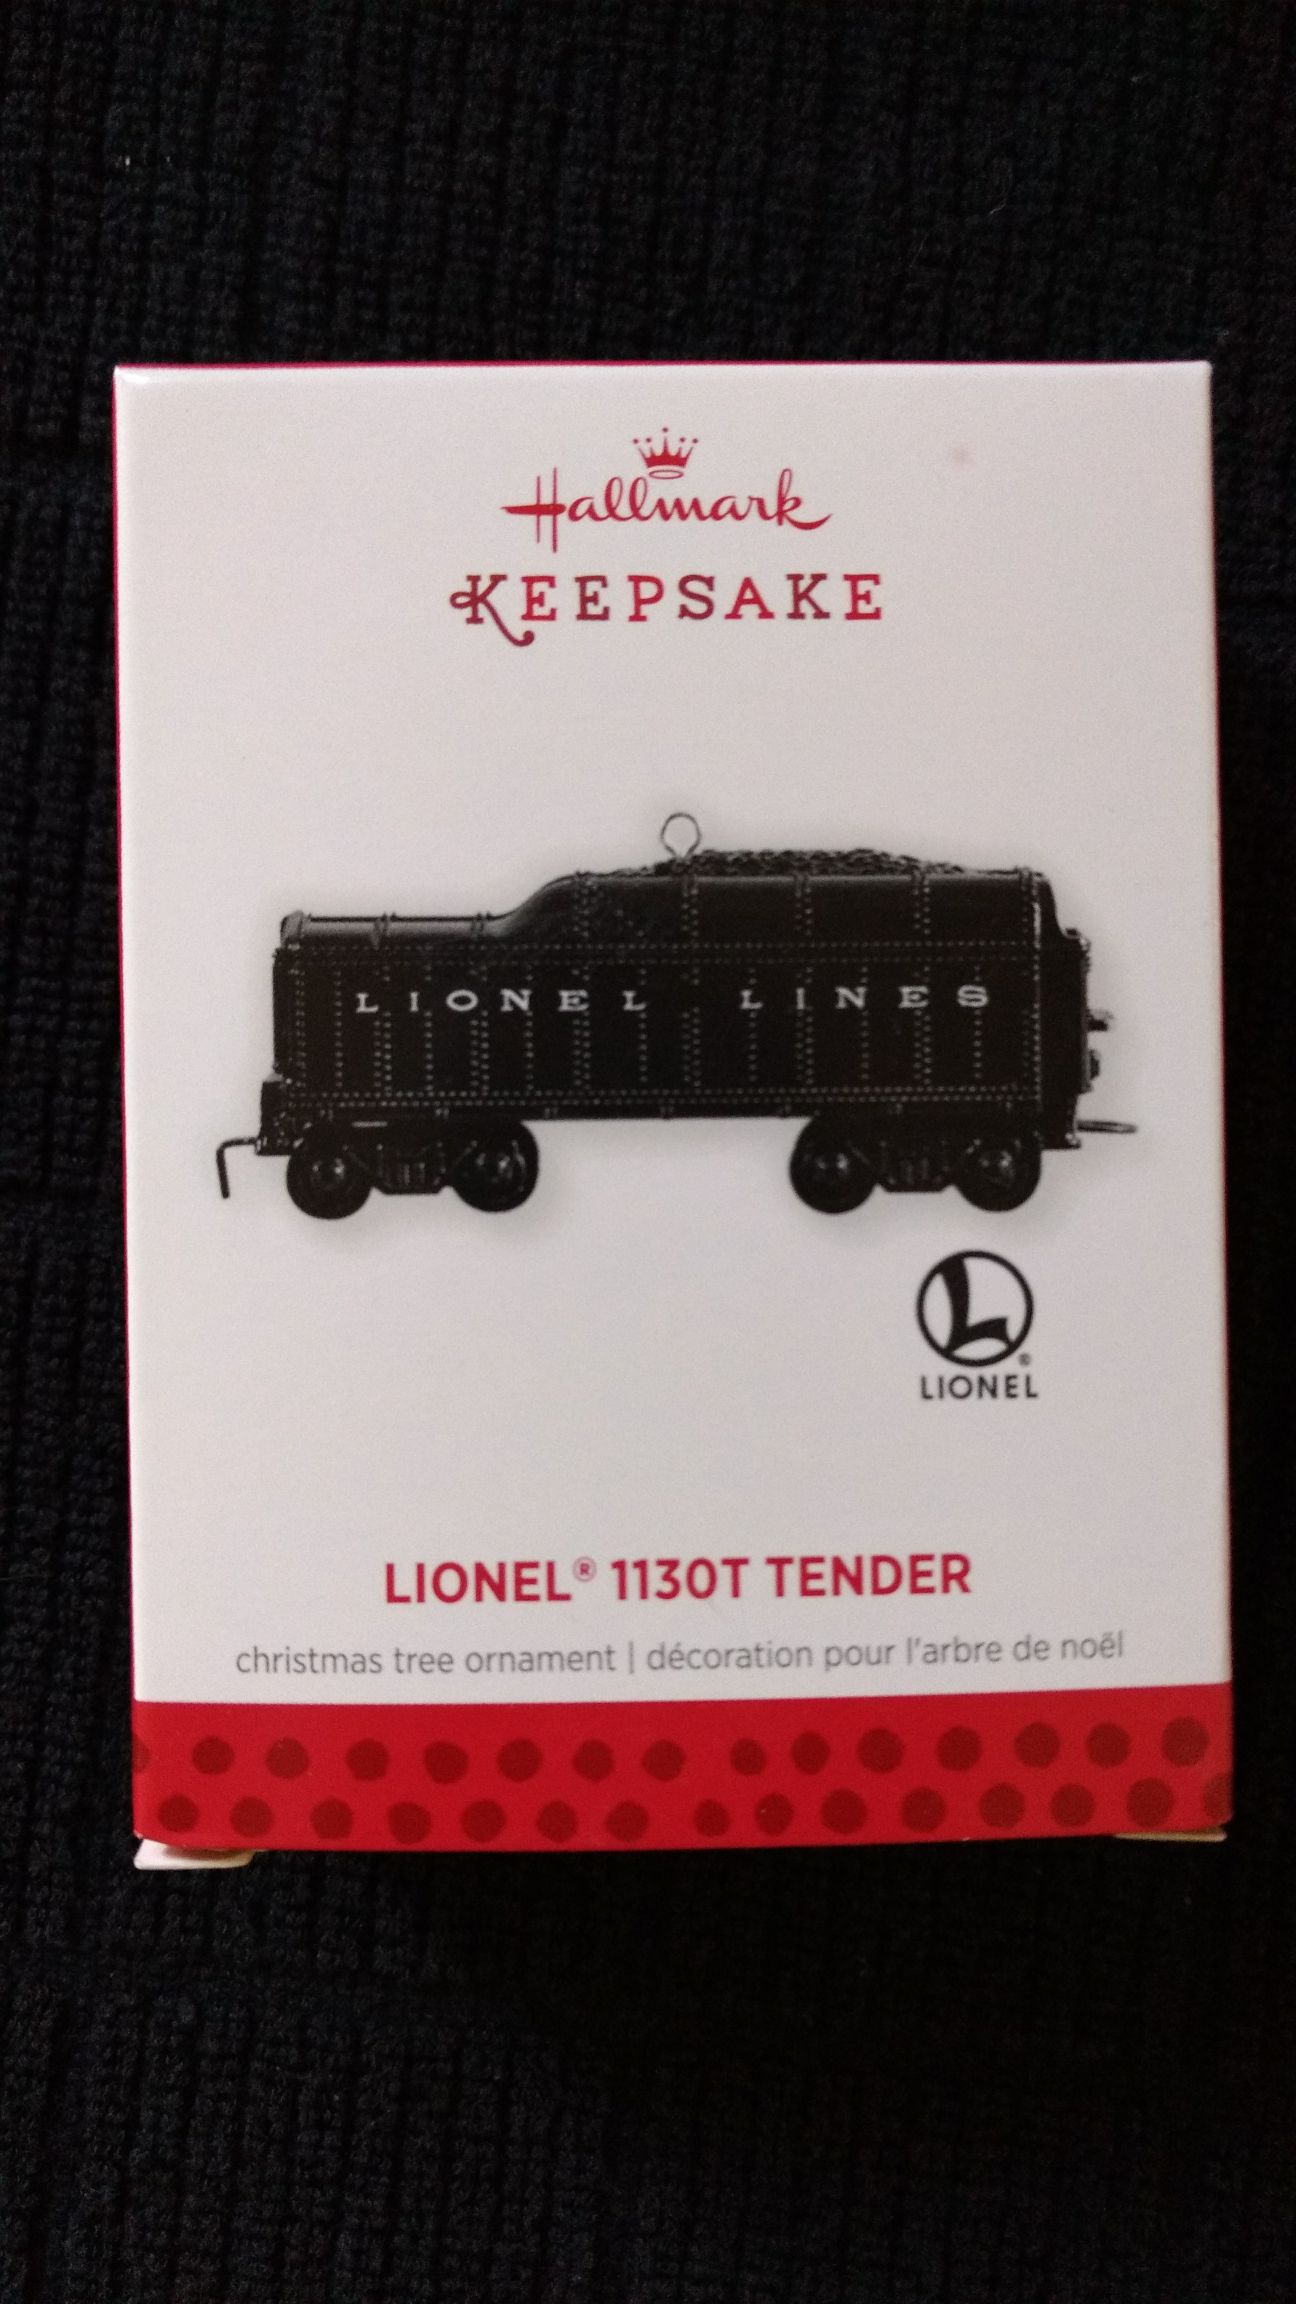 Hallmark
KEEPSAKE
LIONEL LINES
L®
LIONEL
LIONEL® 1130T TENDER
christmas tree ornament | décoration pour l'arbre de noël